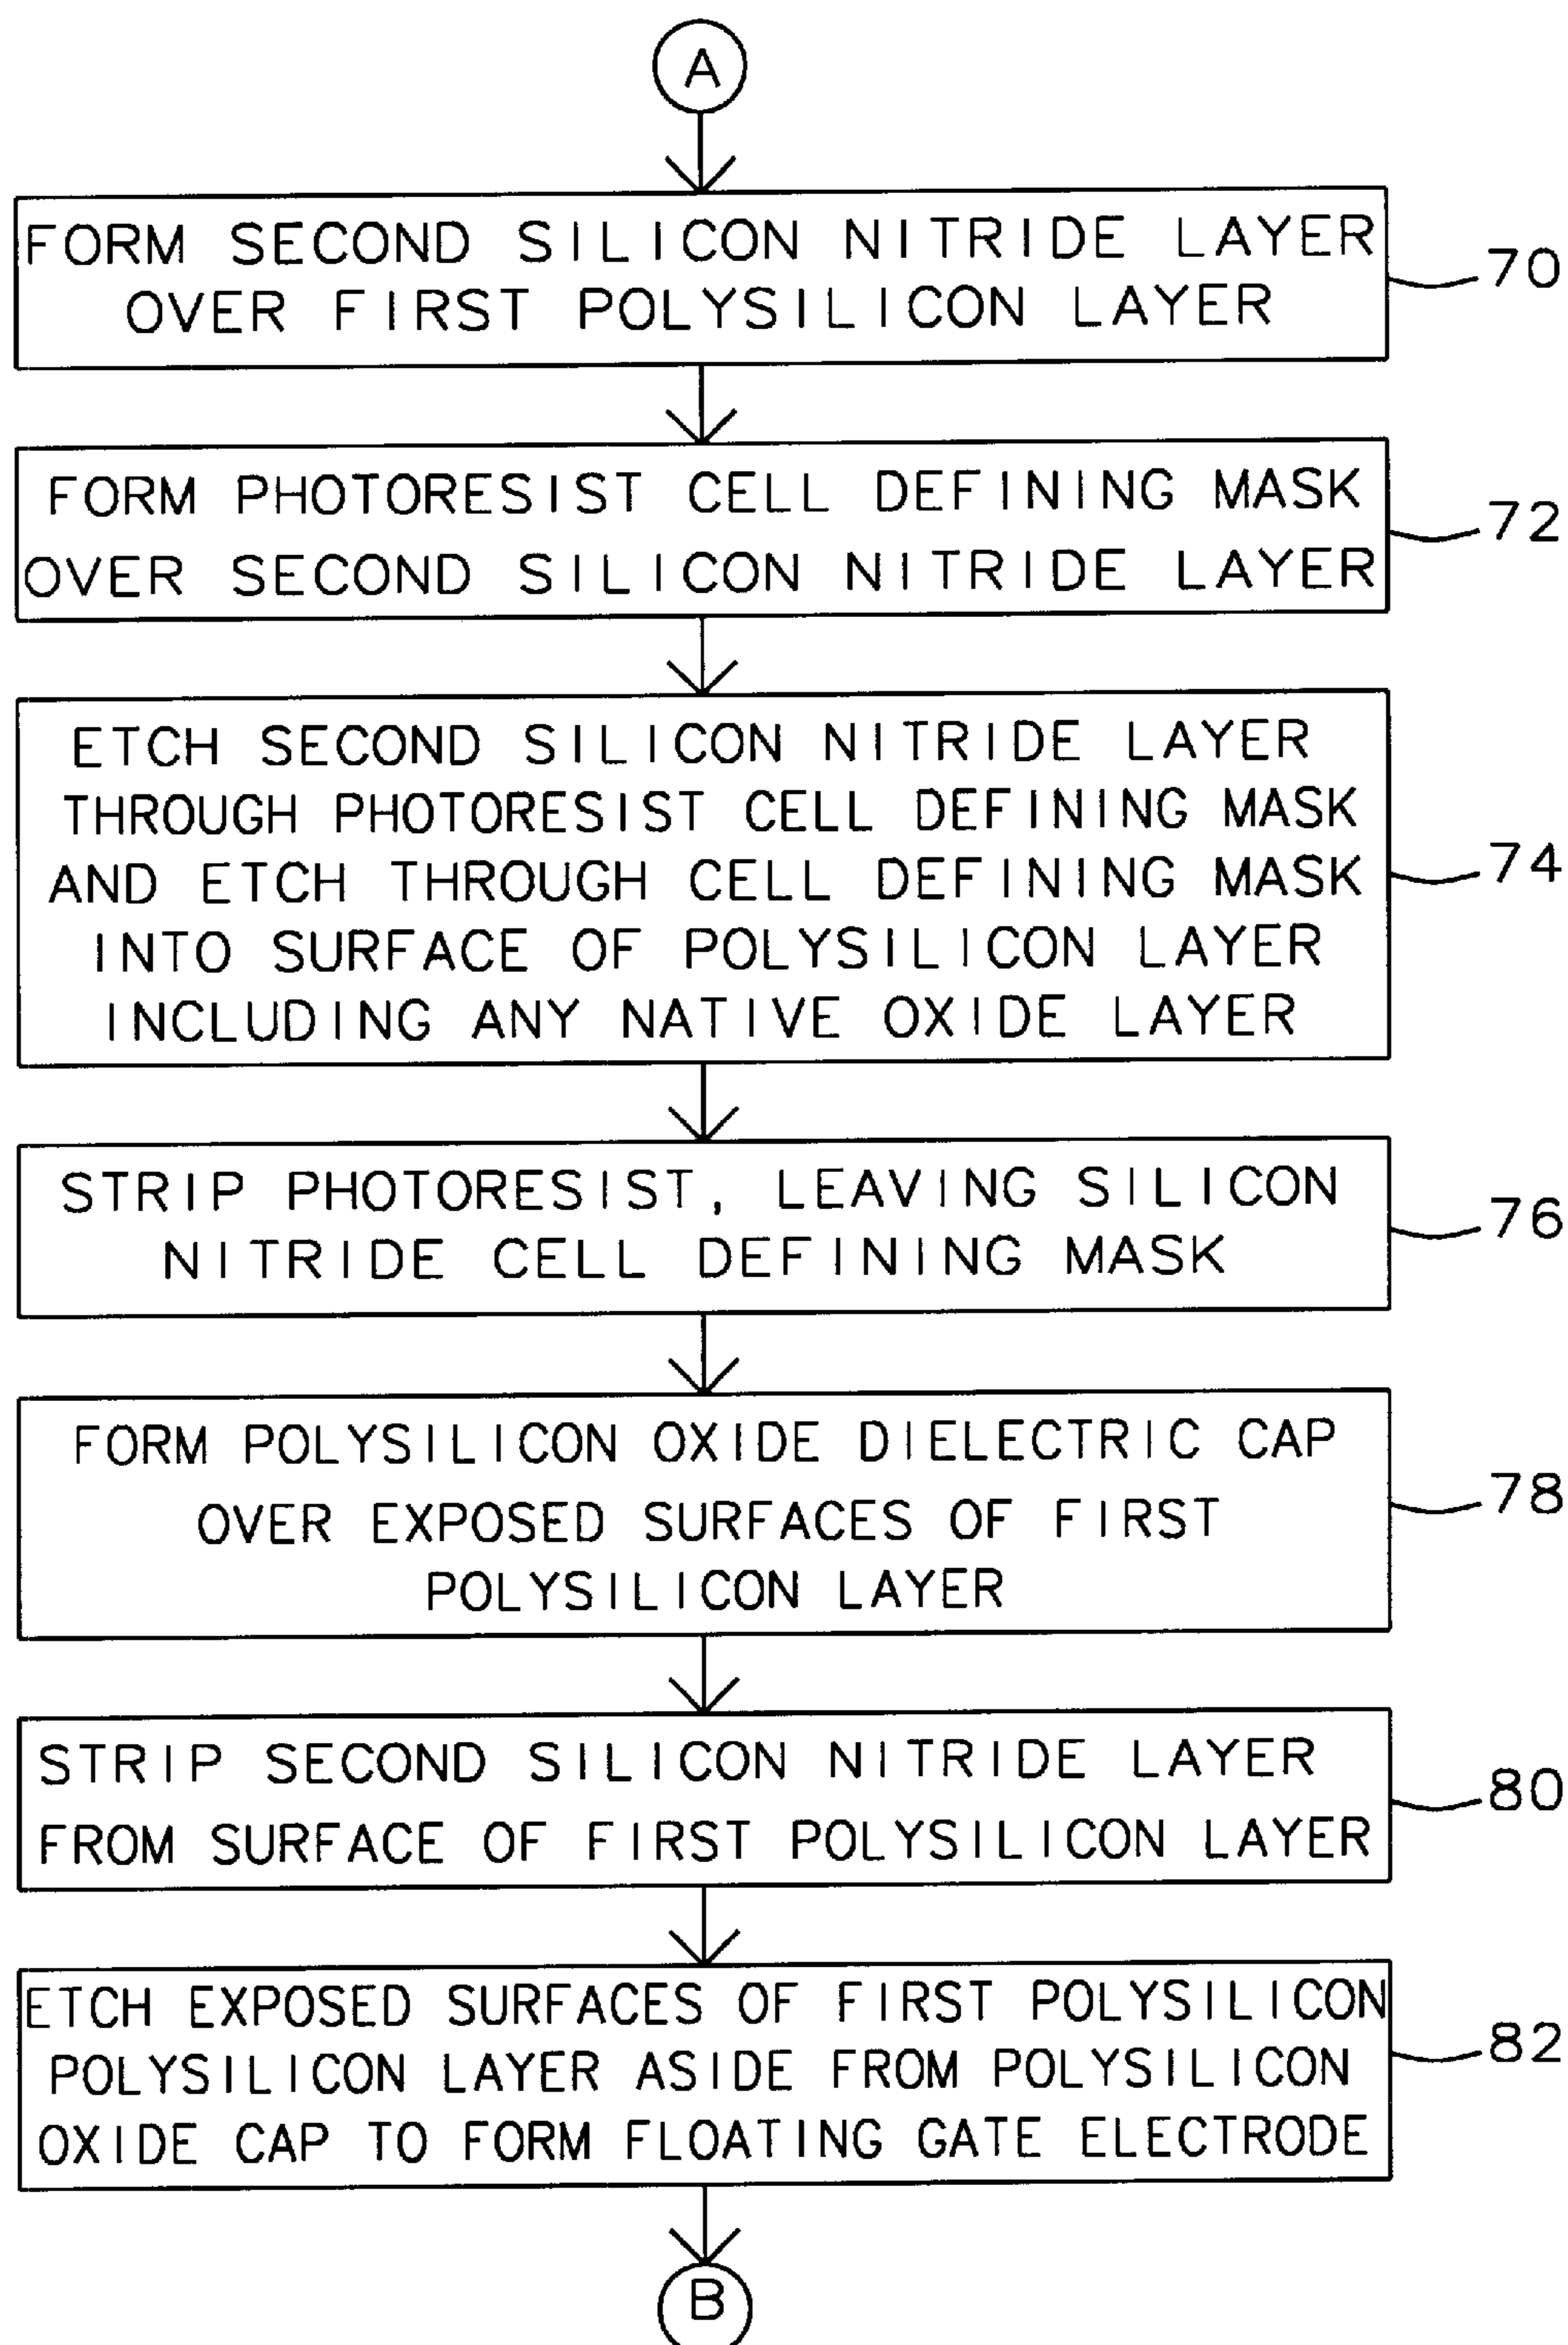 A
FORM SECOND SILICON NITRIDE LAYER
OVER FIRST POLYSILICON LAYER
70
FORM PHOTORESIST CELL DEFINING MASK
OVER SECOND SILICON NITRIDE LAYER
72
ETCH SECOND SILICON NITRIDE LAYER
THROUGH PHOTORESIST CELL DEFINING MASK
AND ETCH THROUGH CELL DEFINING MASK
INTO SURFACE OF POLYSILICON LAYER
INCLUDING ANY NATIVE OXIDE LAYER
74
STRIP PHOTORESIST, LEAVING SILICON
NITRIDE CELL DEFINING MASK
76
FORM POLYSILICON OXIDE DIELECTRIC CAP
OVER EXPOSED SURFACES OF FIRST
POLYSILICON LAYER
78
STRIP SECOND SILICON NITRIDE LAYER
FROM SURFACE OF FIRST POLYSILICON LAYER
80
ETCH EXPOSED SURFACES OF FIRST POLYSILICON
POLYSILICON LAYER ASIDE FROM POLYSILICON
OXIDE CAP TO FORM FLOATING GATE ELECTRODE
82
B